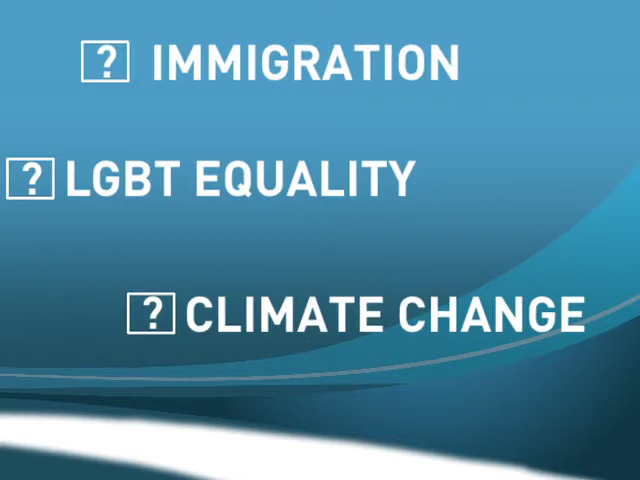 ? IMMIGRATION
? LGBT EQUALITY
? CLIMATE CHANGE